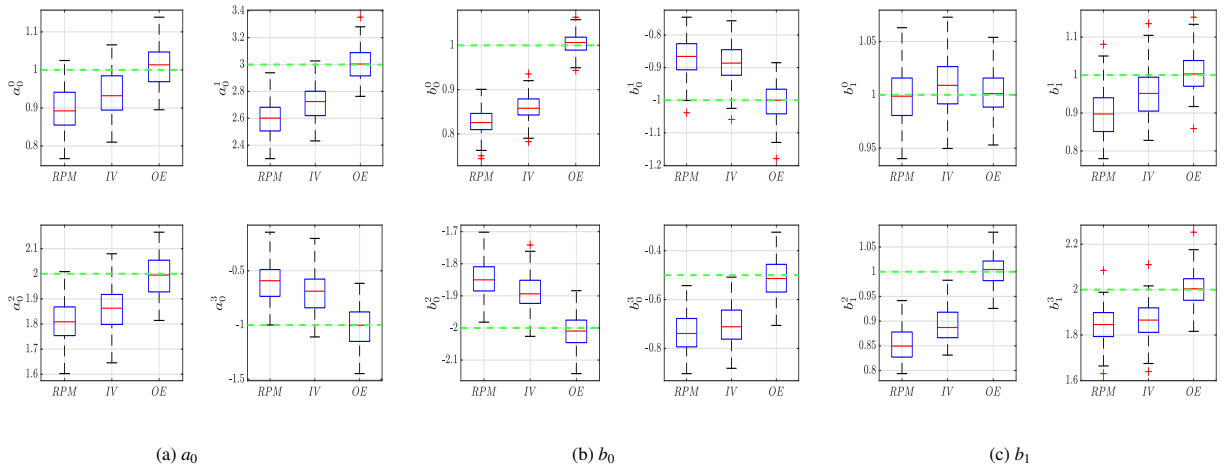 1.1 3.4 1 -0.8 1.05 1.1
1 3.2 -0.9 1
0.9 3 0.9 -1 1 0.9
0.8 2.8 0.8 -1.1 0.95 0.8
2.6 -1.2
2.4
a_0^0 a_0^1 b_0^0 b_0^1 b_1^0 b_1^1
RPM IV OE RPM IV OE RPM IV OE RPM IV OE RPM IV OE RPM IV OE
2.1 -0.5 -1.7 -0.4 1.05 2.2
2 -1 -1.8 -0.6 1 2
1.9 -1.5 -1.9 -0.8 0.95 1.8
1.8 -2 0.9 1.6
1.7 -2.1 0.85
1.6 0.8
a_0^2 a_0^3 b_0^2 b_0^3 b_1^2 b_1^3
RPM IV OE RPM IV OE RPM IV OE RPM IV OE RPM IV OE RPM IV OE
(a) a_0 (b) b_0 (c) b_1